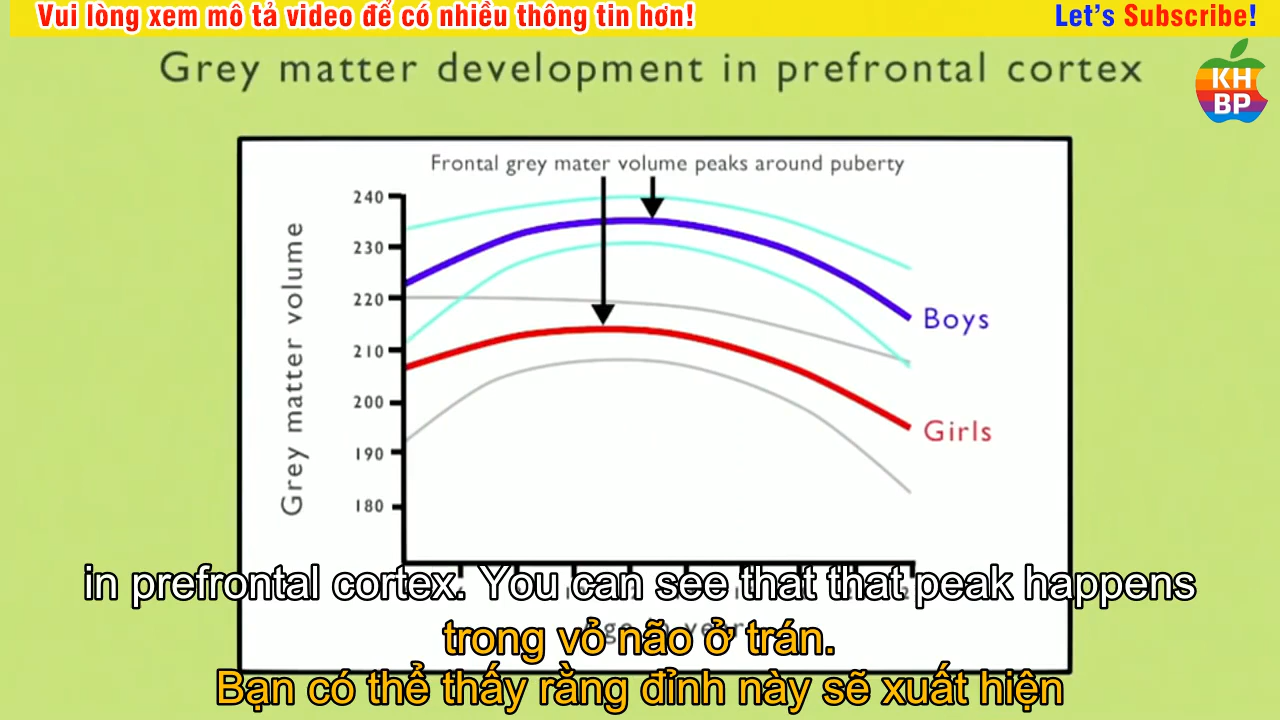 Vui lòng xem mô tả video để có nhiều thông tin hơn!
Let's Subscribe!
KH
BP
Grey matter development in prefrontal cortex
Frontal grey mater volume peaks around puberty
Grey matter volume
240
230
220
210
200
190
180
Boys
Girls
in prefrontal cortex. You can see that that peak happens
trong vỏ não ở trán.
Bạn có thể thấy rằng đỉnh này sẽ xuất hiện